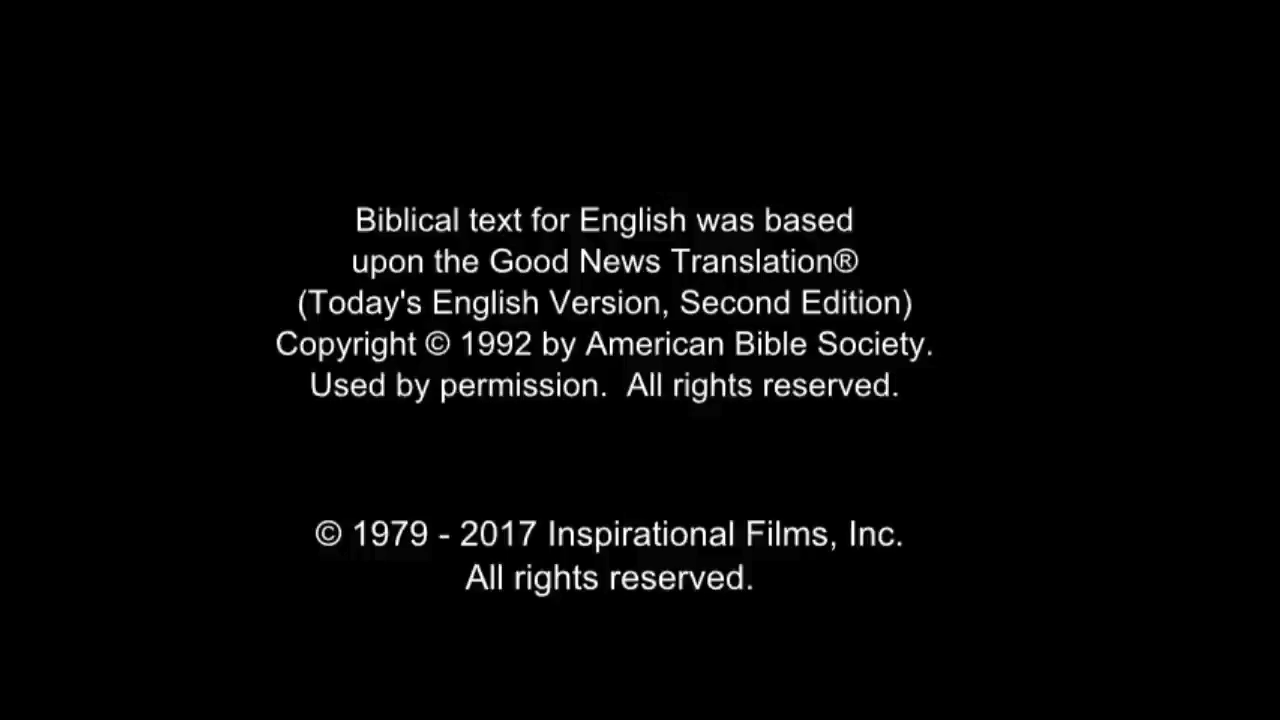 Biblical text for English was based
upon the Good News Translation®
(Today's English Version, Second Edition)
Copyright © 1992 by American Bible Society.
Used by permission.  All rights reserved.
© 1979 - 2017 Inspirational Films, Inc.
All rights reserved.